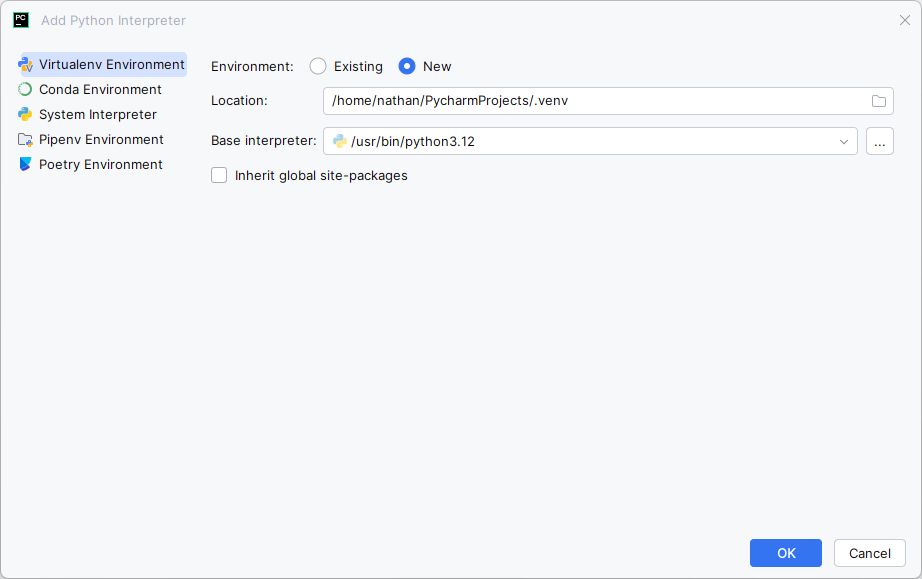 PC Add Python Interpreter
Virtualenv Environment
Conda Environment
System Interpreter
Pipenv Environment
Poetry Environment
Environment: Existing New
Location: /home/nathan/PycharmProjects/.venv
Base interpreter: /usr/bin/python3.12 ...
Inherit global site-packages
OK Cancel